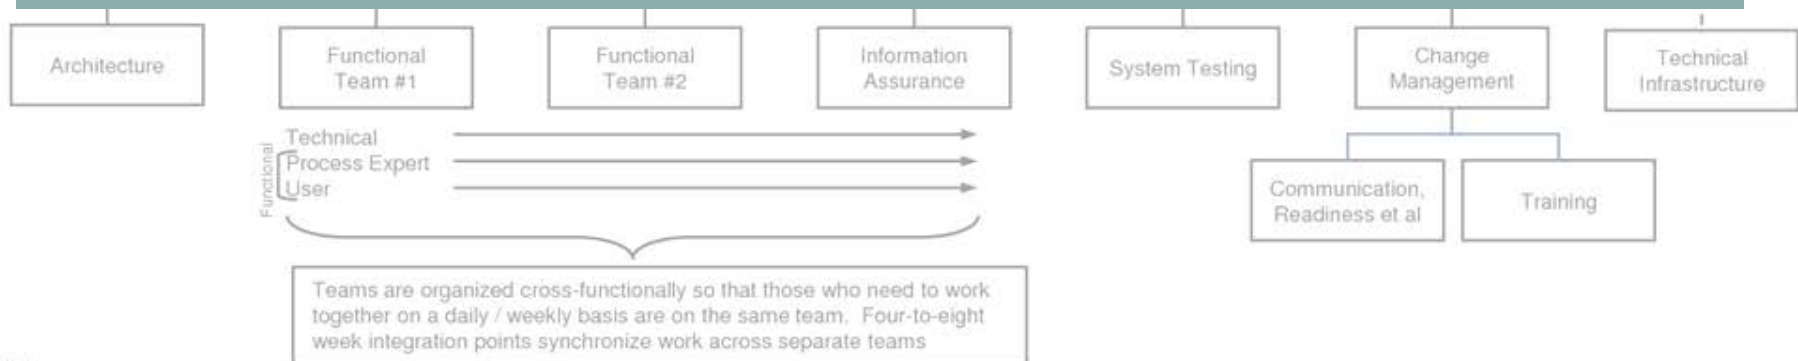 Architecture
Functional
Team #1
Functional
Team #2
Information
Assurance
System Testing
Change
Management
Technical
Infrastructure
Technical
Process Expert
User
Functional
Communication,
Readiness et al
Training
Teams are organized cross-functionally so that those who need to work
together on a daily / weekly basis are on the same team. Four-to-eight
week integration points synchronize work across separate teams